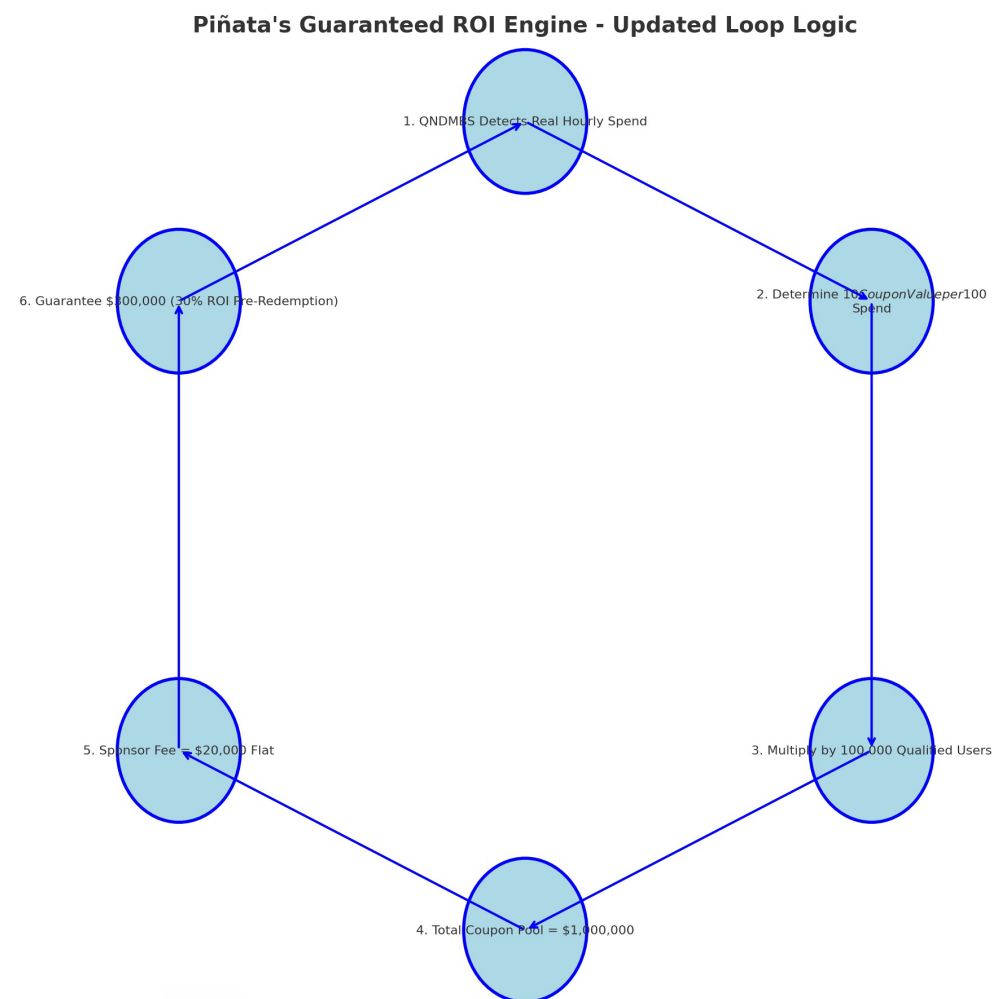 Piñata's Guaranteed ROI Engine - Updated Loop Logic
1. QNDMBS Detects Real Hourly Spend
2. Determine 10CouponValueper100
Spend
3. Multiply by 100,000 Qualified Users
4. Total Coupon Pool = $1,000,000
5. Sponsor Fee = $20,000 Flat
6. Guarantee $300,000 (30% ROI Pre-Redemption)